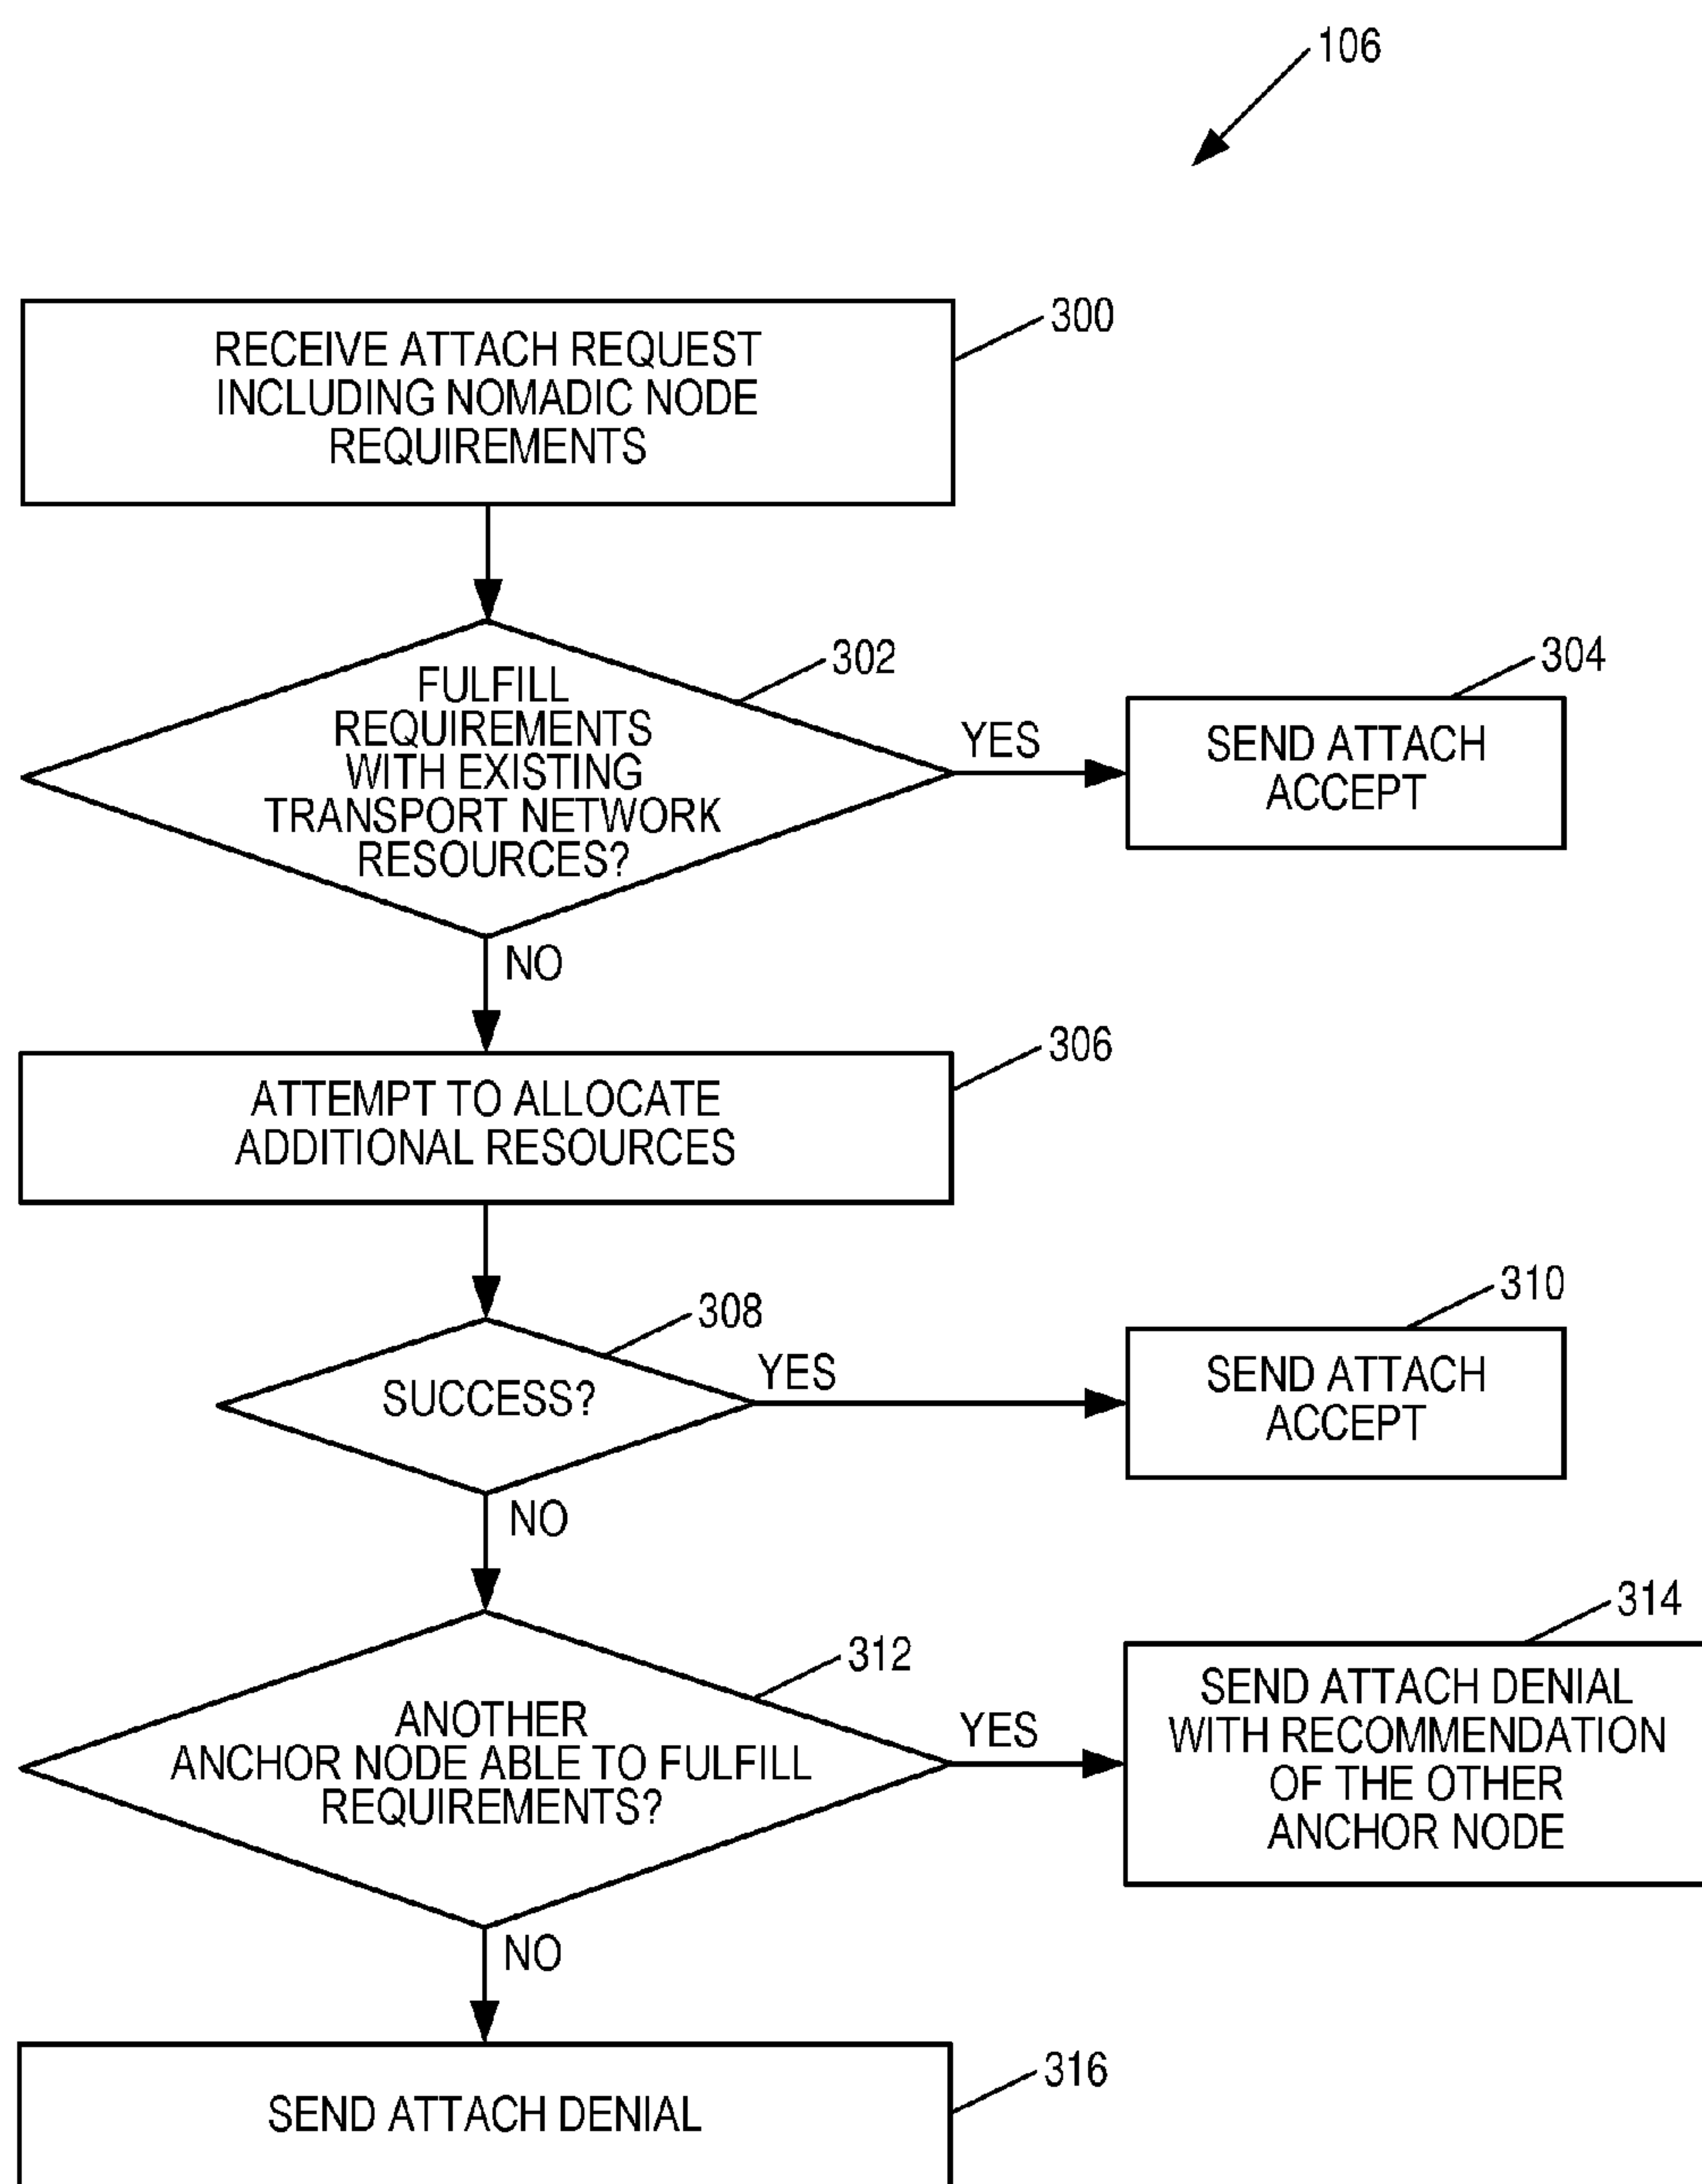 106
300
RECEIVE ATTACH REQUEST
INCLUDING NOMADIC NODE
REQUIREMENTS
302
FULFILL
REQUIREMENTS
WITH EXISTING
TRANSPORT NETWORK
RESOURCES?
YES
304
SEND ATTACH
ACCEPT
NO
306
ATTEMPT TO ALLOCATE
ADDITIONAL RESOURCES
308
SUCCESS?
YES
310
SEND ATTACH
ACCEPT
NO
312
ANOTHER
ANCHOR NODE ABLE TO FULFILL
REQUIREMENTS?
YES
314
SEND ATTACH DENIAL
WITH RECOMMENDATION
OF THE OTHER
ANCHOR NODE
NO
316
SEND ATTACH DENIAL